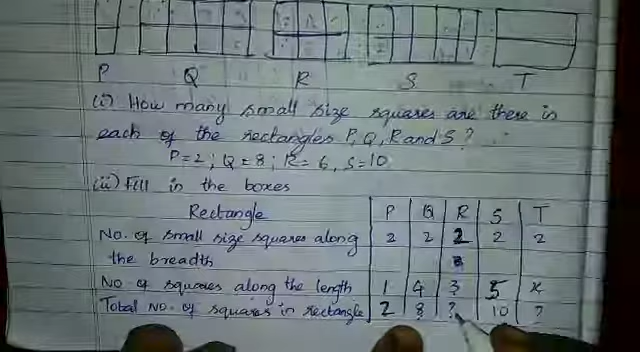 P Q R S T
(i) How many small size squares are there in
each of the rectangles P, Q, R and S?
P=2; Q=8; R=6, S=10
(ii) Fill in the boxes
Rectangle P Q R S T
No. of small size squares along 2 2 2 2 2
the breadth
No of squares along the length 1 4 3 5 x
Total No. of squares in rectangle 2 8 ? 10 ?